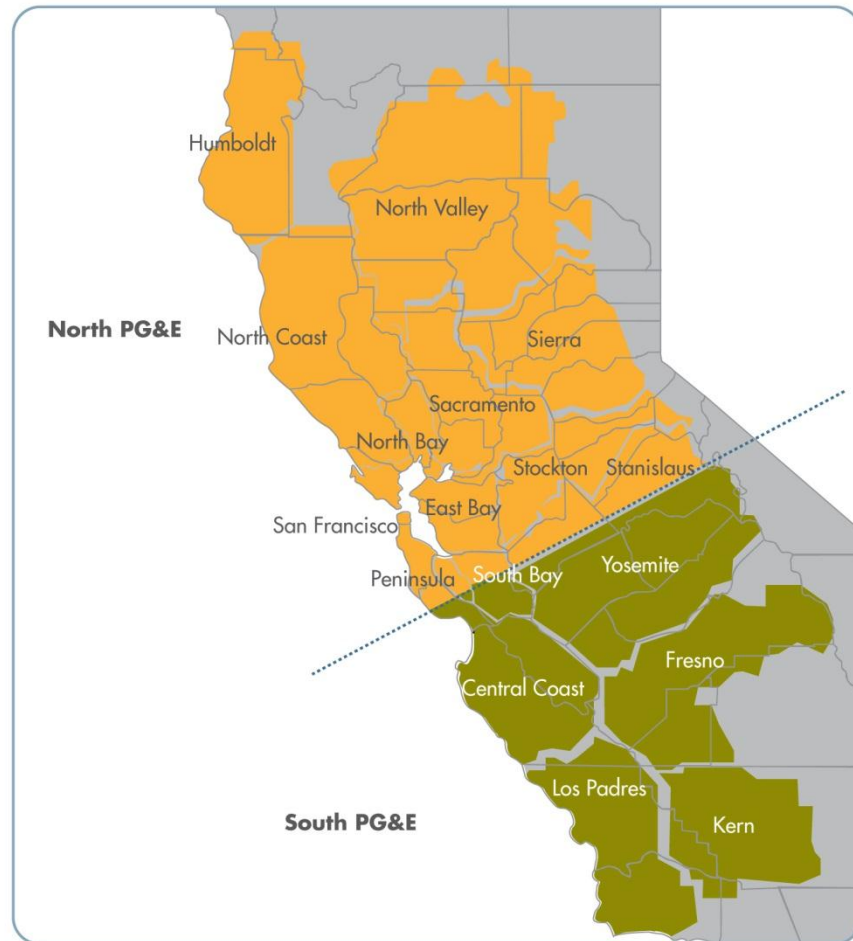 Humboldt
North Valley
North PG&E
North Coast
Sierra
Sacramento
North Bay
Stockton
Stanislaus
East Bay
San Francisco
Peninsula
South Bay
Yosemite
Fresno
Central Coast
Los Padres
South PG&E
Kern